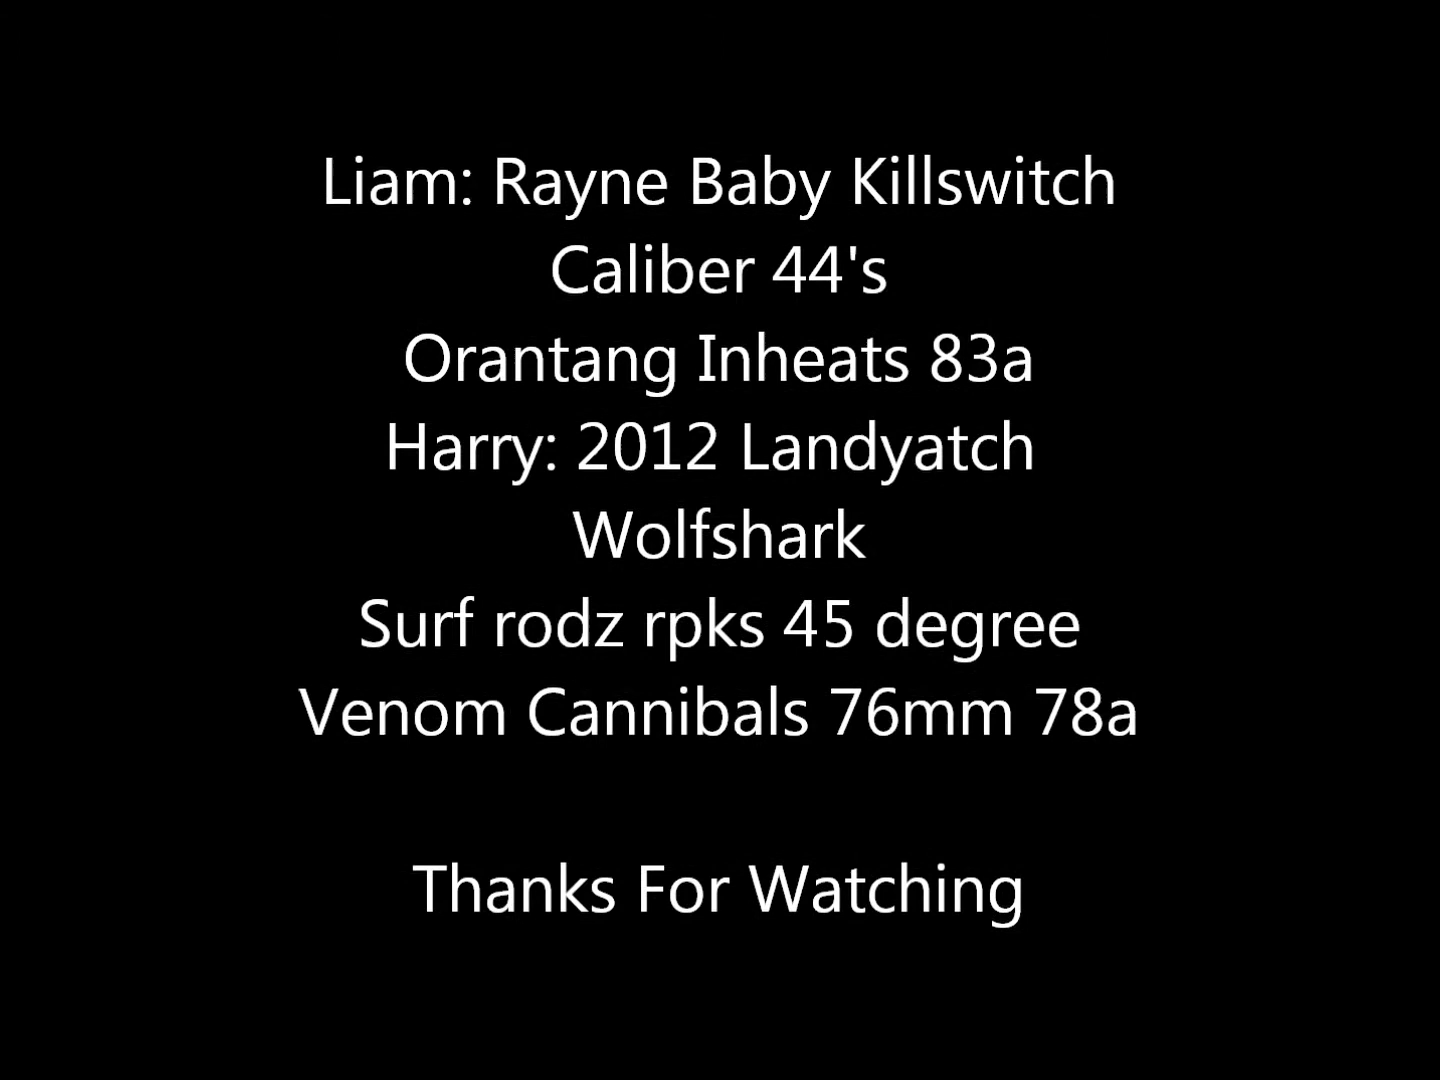 Liam: Rayne Baby Killswitch
Caliber 44's
Orantang Inheats 83a
Harry: 2012 Landyatch
Wolfshark
Surf rodz rpks 45 degree
Venom Cannibals 76mm 78a
Thanks For Watching